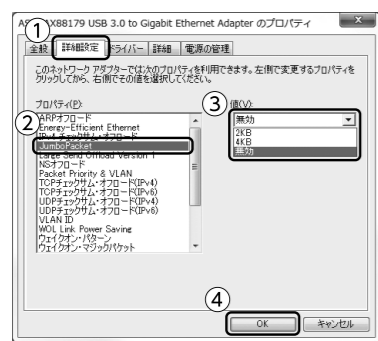 AX88179 USB 3.0 to Gigabit Ethernet Adapter のプロパティ
①
全般 詳細設定 ドライバー 詳細 電源の管理
このネットワーク アダプターでは次のプロパティを利用できます。左側で変更するプロパティを
クリックしてから、右側でその値を選択してください。
プロパティ(P):
②
ARPオフロード
Energy-Efficient Ethernet
IPv4 チェックサム・オフロード
JumboPacket
Large Send Offload Version 1
NSオフロード
Packet Priority & VLAN
TCPチェックサム・オフロード(IPv4)
TCPチェックサム・オフロード(IPv6)
UDPチェックサム・オフロード(IPv4)
UDPチェックサム・オフロード(IPv6)
VLAN ID
WOL Link Power Saving
ウェイクオン・パターン
ウェイクオン・マジックパケット
③
値(V):
無効
2KB
4KB
無効
④
OK キャンセル